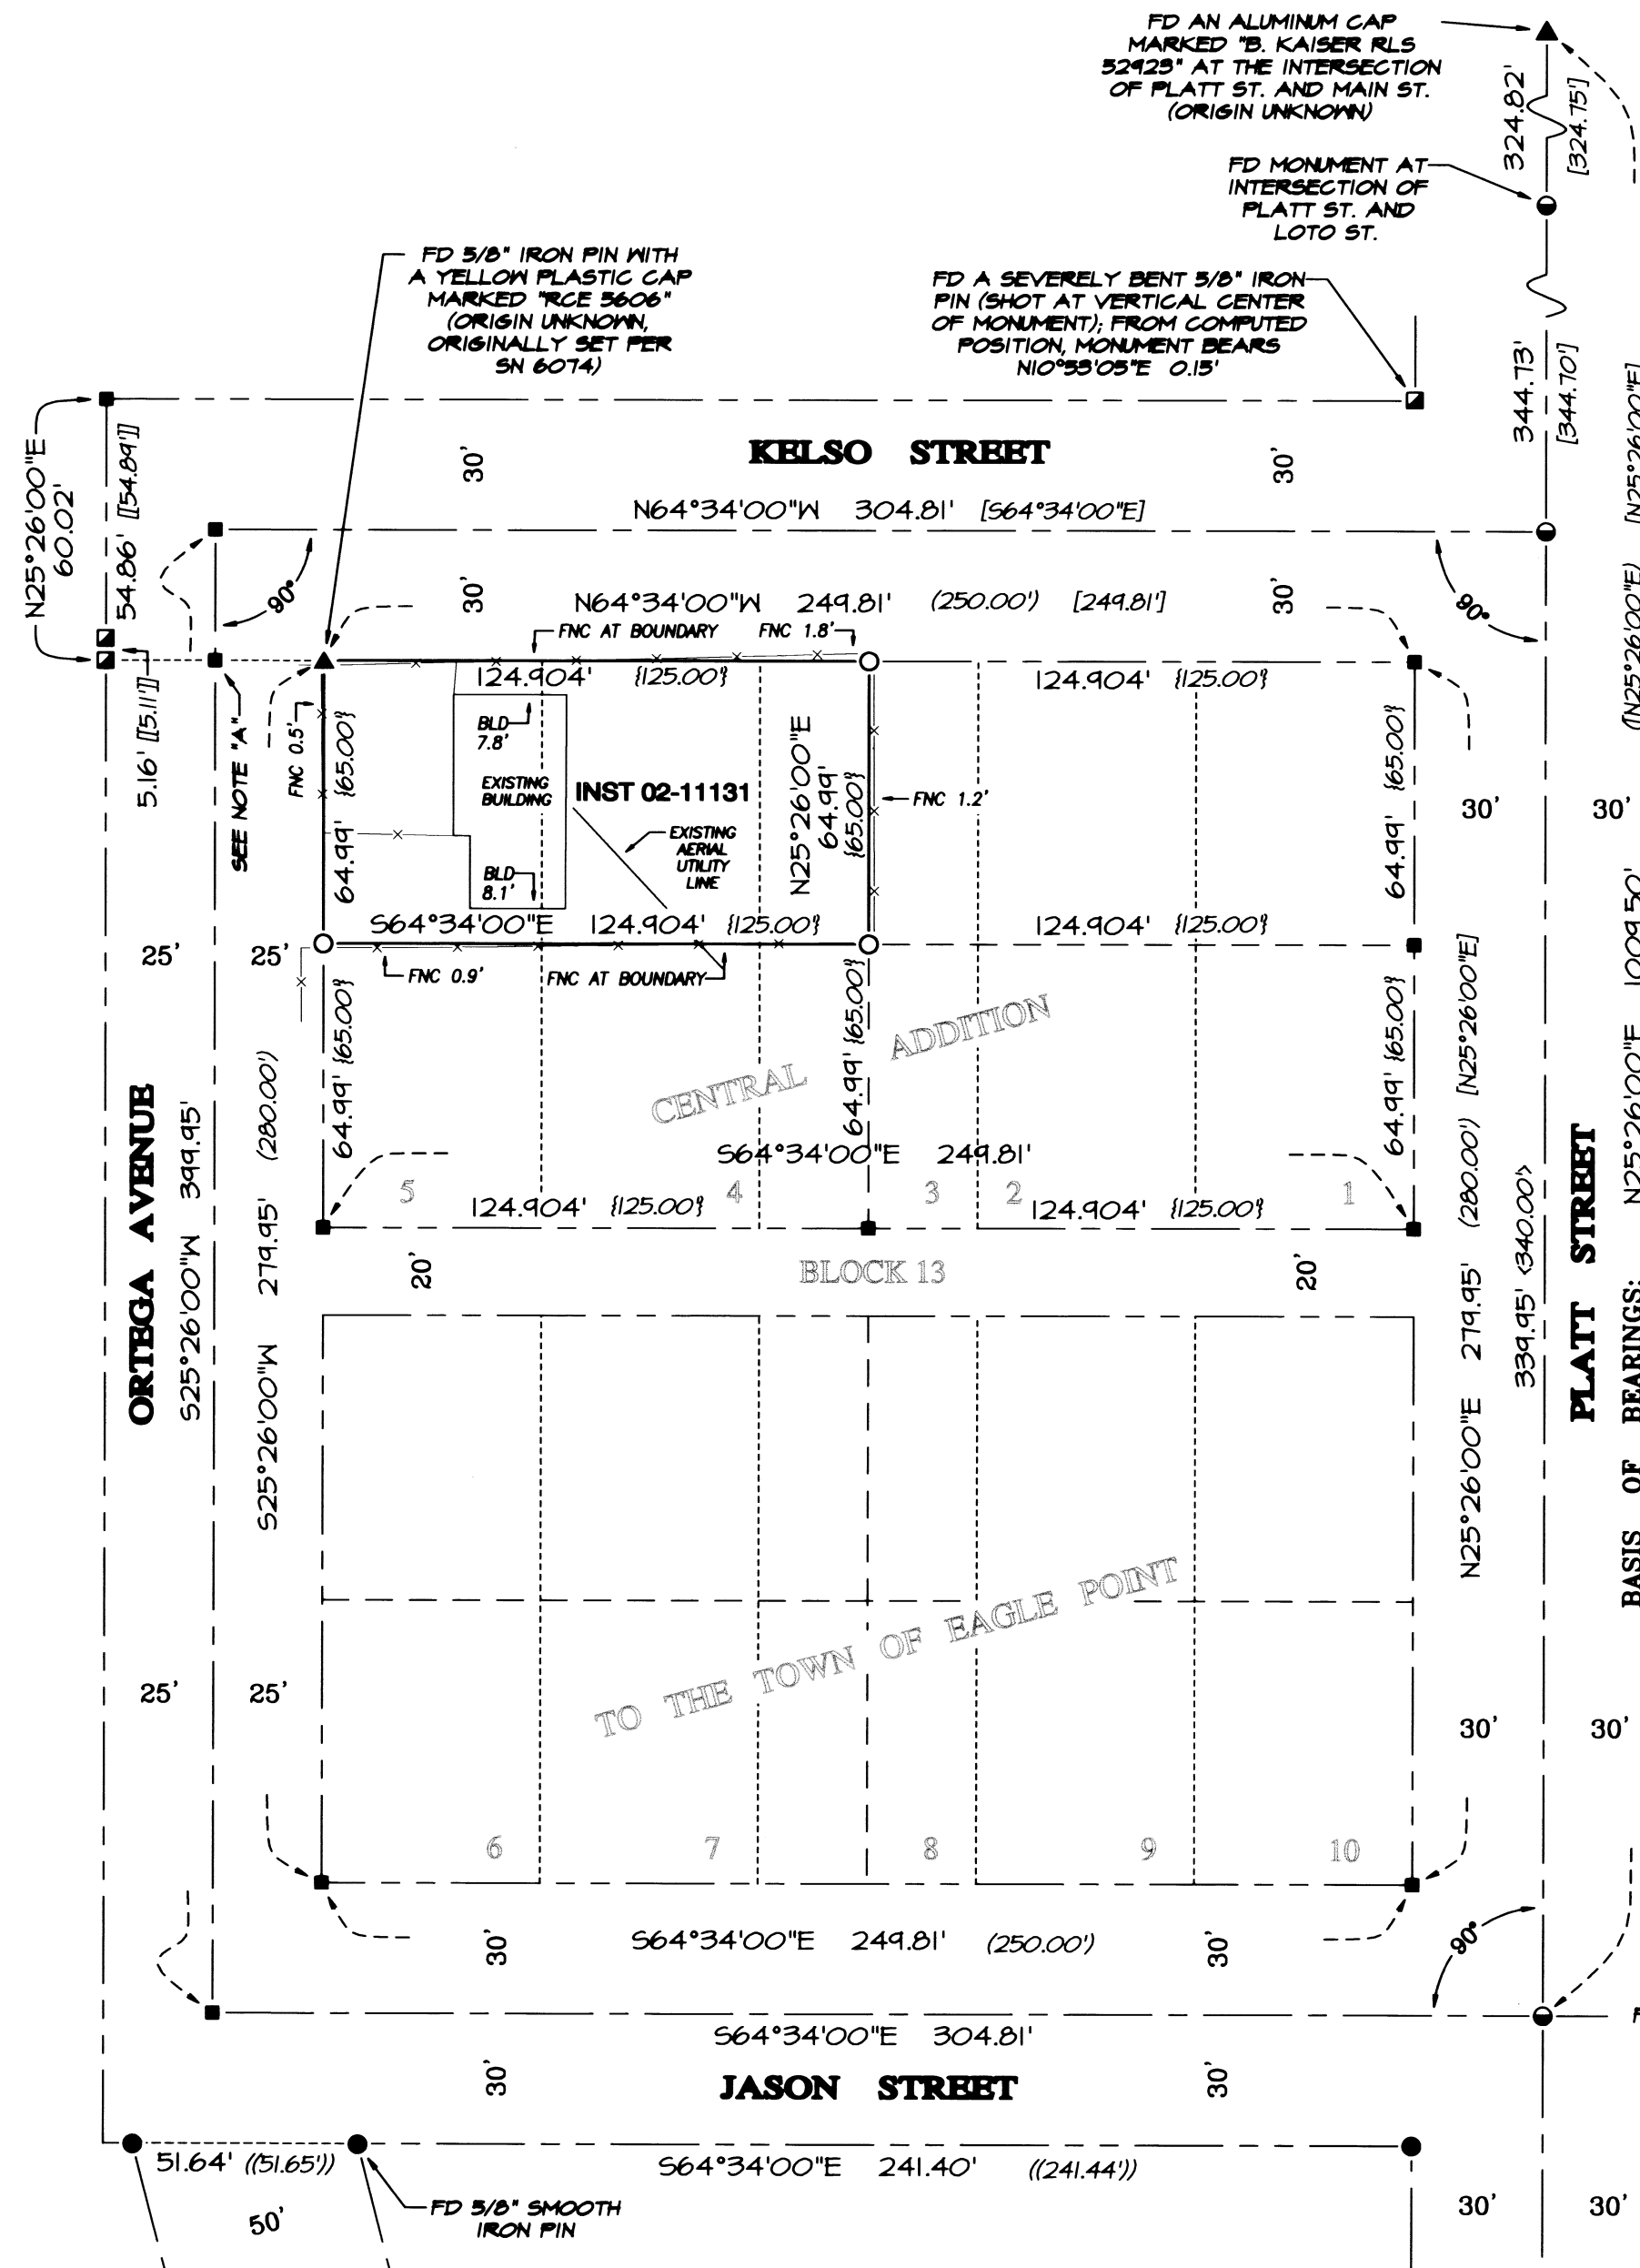 FD AN ALUMINUM CAP
MARKED "B. KAISER RLS
52923" AT THE INTERSECTION
OF PLATT ST. AND MAIN ST.
(ORIGIN UNKNOWN)
324.82'
[324.75']
FD MONUMENT AT
INTERSECTION OF
PLATT ST. AND
LOTO ST.
FD 5/8" IRON PIN WITH
A YELLOW PLASTIC CAP
MARKED "RCE 5606"
(ORIGIN UNKNOWN,
ORIGINALLY SET PER
SN 6074)
FD A SEVERELY BENT 5/8" IRON
PIN (SHOT AT VERTICAL CENTER
OF MONUMENT); FROM COMPUTED
POSITION, MONUMENT BEARS
N10°53'05"E 0.15'
344.73'
[344.70']
[N25°26'00"E]
N25°26'00"E
60.02'
54.86' [[54.89']]
30'
KELSO STREET
30'
N64°34'00"W 304.81' [S64°34'00"E]
90°
30'
N64°34'00"W 249.81' (250.00') [249.81']
30'
90°
(N25°26'00"E)
FNC AT BOUNDARY
FNC 1.8'
124.904' {125.00'}
124.904' {125.00'}
5.16' [[5.11']]
SEE NOTE "A"
FNC 0.5'
{65.00'}
64.99'
BLD
7.8'
EXISTING
BUILDING
INST 02-11131
EXISTING
AERIAL
UTILITY
LINE
BLD
8.1'
N25°26'00"E
64.99'
{65.00'}
FNC 1.2'
64.99' {65.00'}
30'
30'
S64°34'00"E 124.904' {125.00'}
124.904' {125.00'}
25'
25'
FNC 0.9'
FNC AT BOUNDARY
64.99' {65.00'}
64.99' {65.00'}
64.99' {65.00'}
CENTRAL ADDITION
S64°34'00"E 249.81'
5
4
3
2
1
124.904' {125.00'}
124.904' {125.00'}
ORTEGA AVENUE
S25°26'00"W 399.95'
S25°26'00"W 279.95' (280.00')
20'
BLOCK 13
20'
N25°26'00"E 279.95' (280.00') [N25°26'00"E]
339.95' <340.00'>
PLATT STREET
BASIS OF BEARINGS: N25°26'00"E 1009.50'
TO THE TOWN OF EAGLE POINT
25'
25'
30'
30'
6
7
8
9
10
30'
S64°34'00"E 249.81' (250.00')
30'
90°
S64°34'00"E 304.81'
30'
JASON STREET
30'
51.64' ((51.65'))
S64°34'00"E 241.40' ((241.44'))
FD 5/8" SMOOTH
IRON PIN
50'
30'
30'